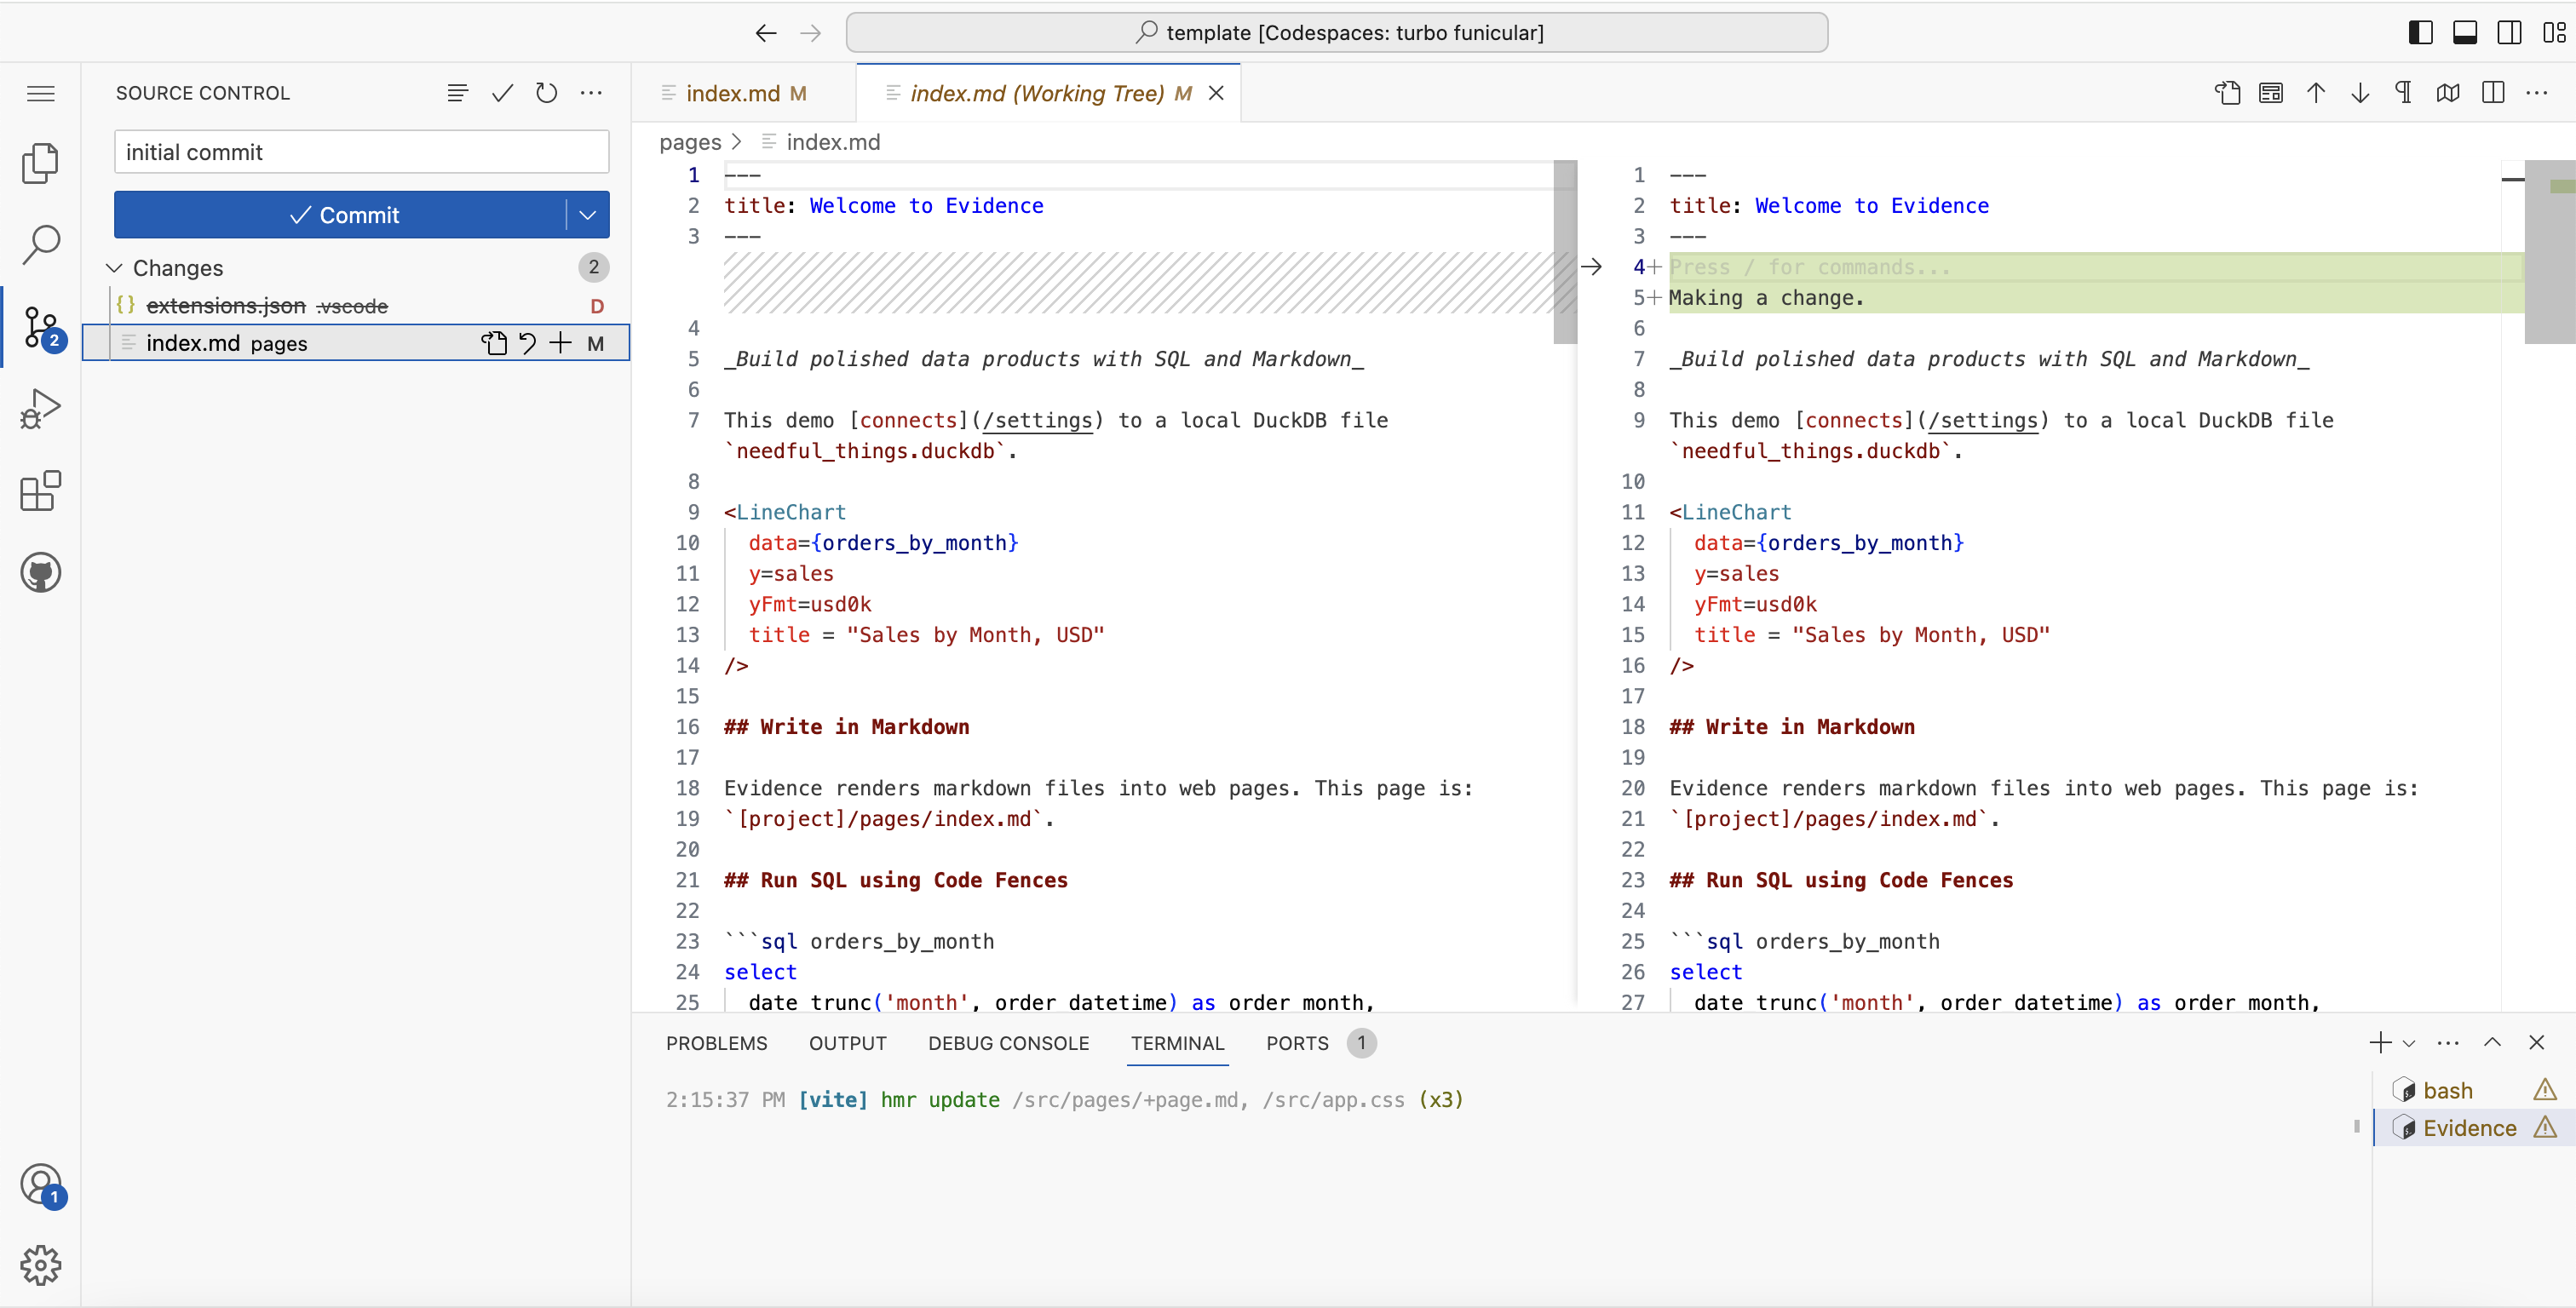 template [Codespaces: turbo funicular]
SOURCE CONTROL
initial commit
Commit
Changes 2
{} extensions.json .vscode D
index.md pages M
2
1
index.md M
index.md (Working Tree) M
pages > index.md
1 ---
2 title: Welcome to Evidence
3 ---
4
5 _Build polished data products with SQL and Markdown_
6
7 This demo [connects](/settings) to a local DuckDB file
`needful_things.duckdb`.
8
9 <LineChart
10 data={orders_by_month}
11 y=sales
12 yFmt=usd0k
13 title = "Sales by Month, USD"
14 />
15
16 ## Write in Markdown
17
18 Evidence renders markdown files into web pages. This page is:
19 `[project]/pages/index.md`.
20
21 ## Run SQL using Code Fences
22
23 ```sql orders_by_month
24 select
25 date_trunc('month', order_datetime) as order_month,
1 ---
2 title: Welcome to Evidence
3 ---
4+ Press / for commands...
5+ Making a change.
6
7 _Build polished data products with SQL and Markdown_
8
9 This demo [connects](/settings) to a local DuckDB file
`needful_things.duckdb`.
10
11 <LineChart
12 data={orders_by_month}
13 y=sales
14 yFmt=usd0k
15 title = "Sales by Month, USD"
16 />
17
18 ## Write in Markdown
19
20 Evidence renders markdown files into web pages. This page is:
21 `[project]/pages/index.md`.
22
23 ## Run SQL using Code Fences
24
25 ```sql orders_by_month
26 select
27 date_trunc('month', order_datetime) as order_month,
PROBLEMS OUTPUT DEBUG CONSOLE TERMINAL PORTS 1
2:15:37 PM [vite] hmr update /src/pages/+page.md, /src/app.css (x3)
bash
Evidence